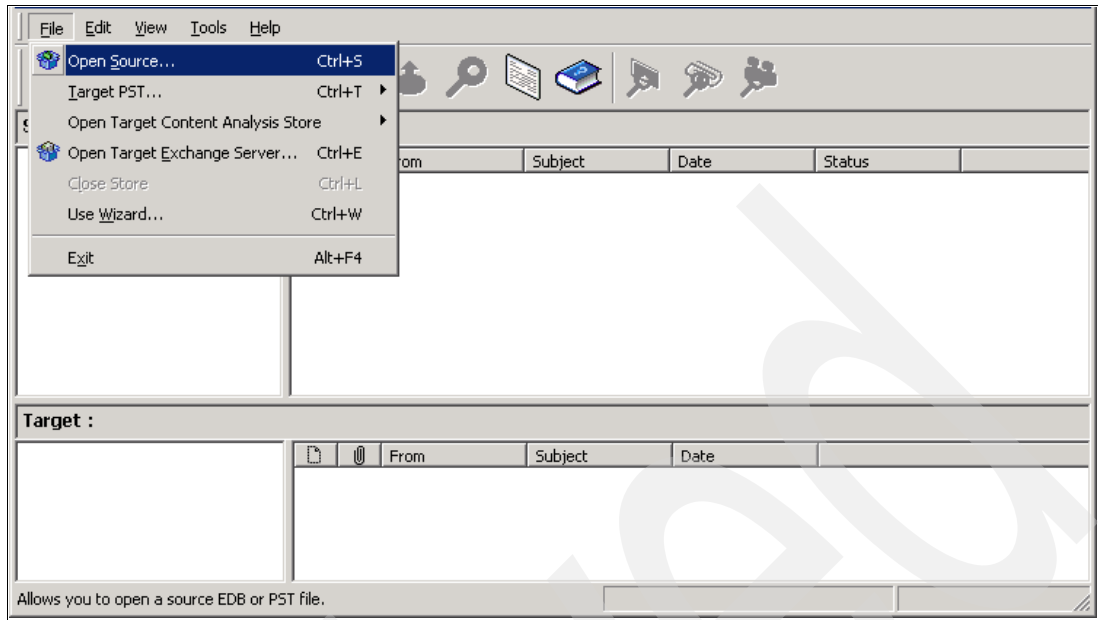 File Edit View Tools Help
Open Source... Ctrl+S
Target PST... Ctrl+T
Open Target Content Analysis Store
Open Target Exchange Server... Ctrl+E
Close Store Ctrl+L
Use Wizard... Ctrl+W
Exit Alt+F4
Subject Date Status
Target :
From Subject Date
Allows you to open a source EDB or PST file.